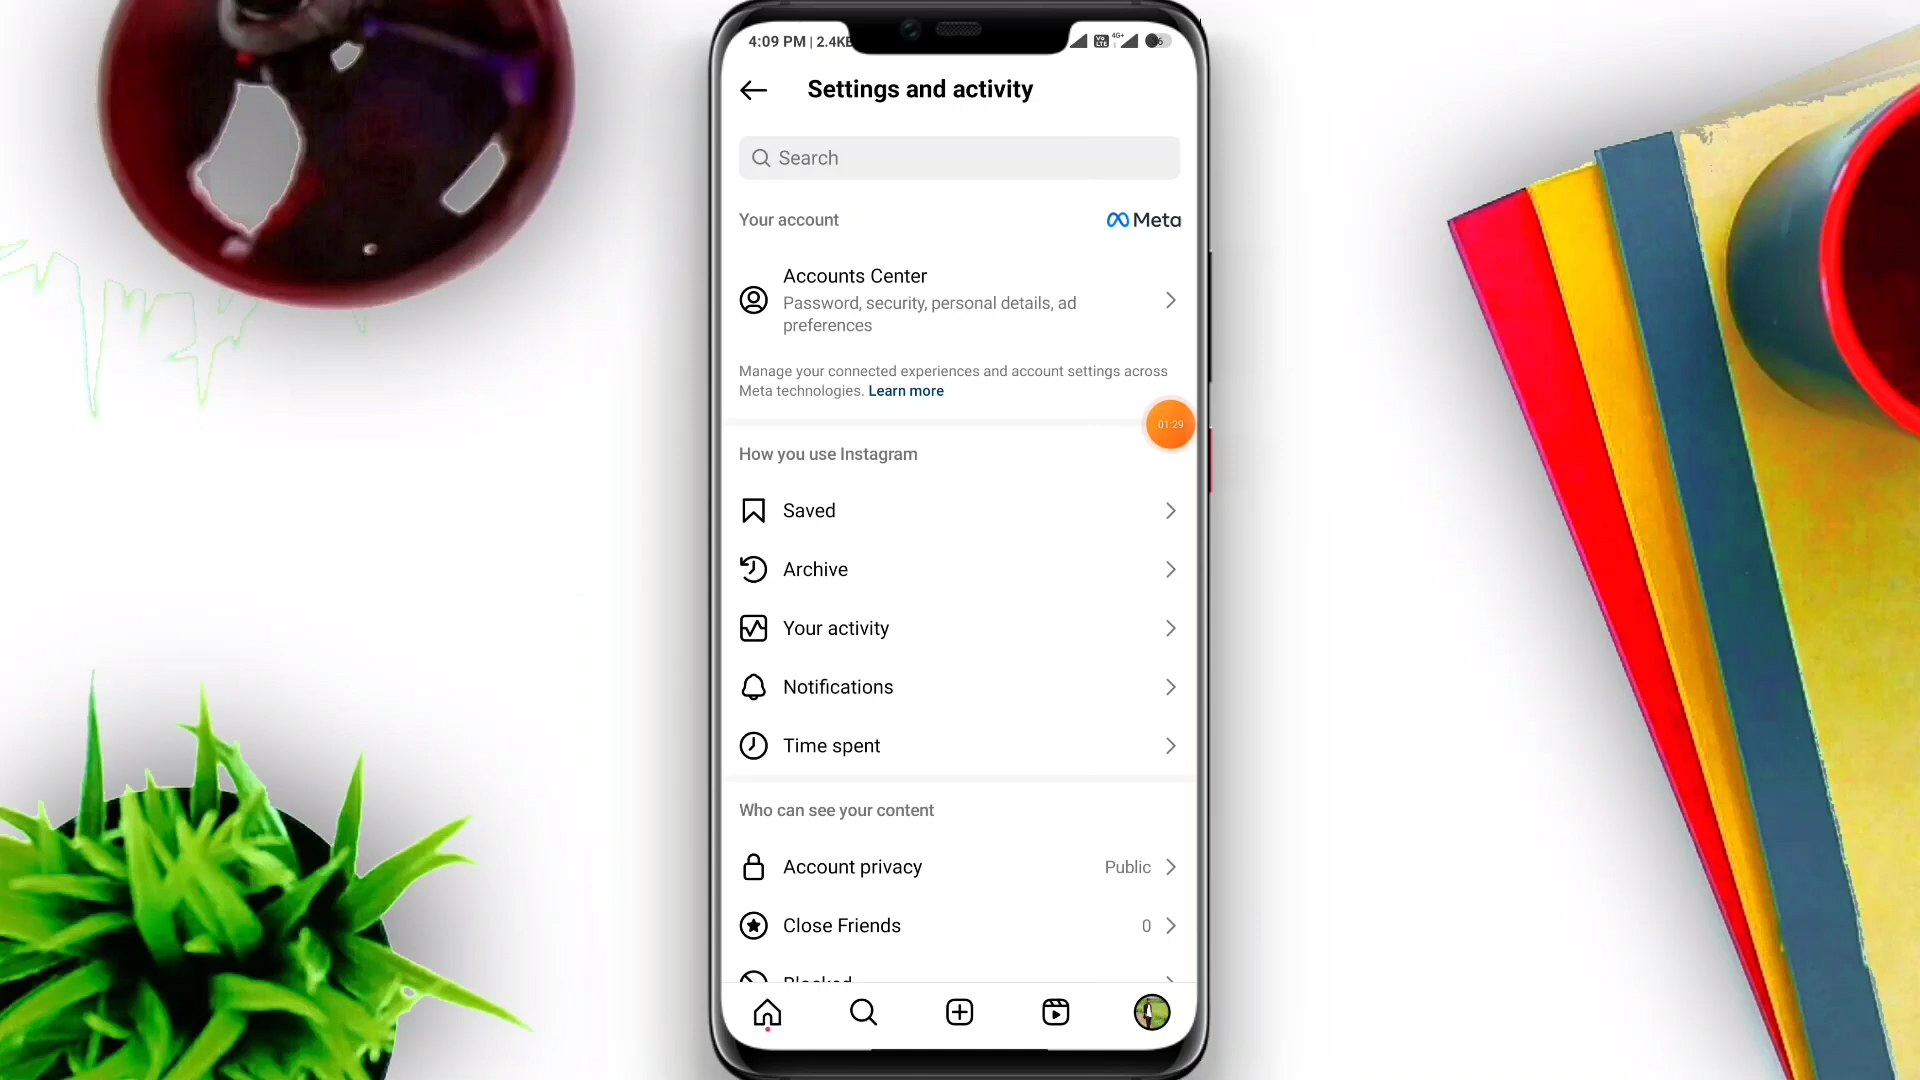 4:09 PM | 2.4KB
Settings and activity
Search
Your account
Meta
Accounts Center
Password, security, personal details, ad
preferences
Manage your connected experiences and account settings across
Meta technologies. Learn more
01:29
How you use Instagram
Saved
Archive
Your activity
Notifications
Time spent
Who can see your content
Account privacy
Public
Close Friends
0
Blocked